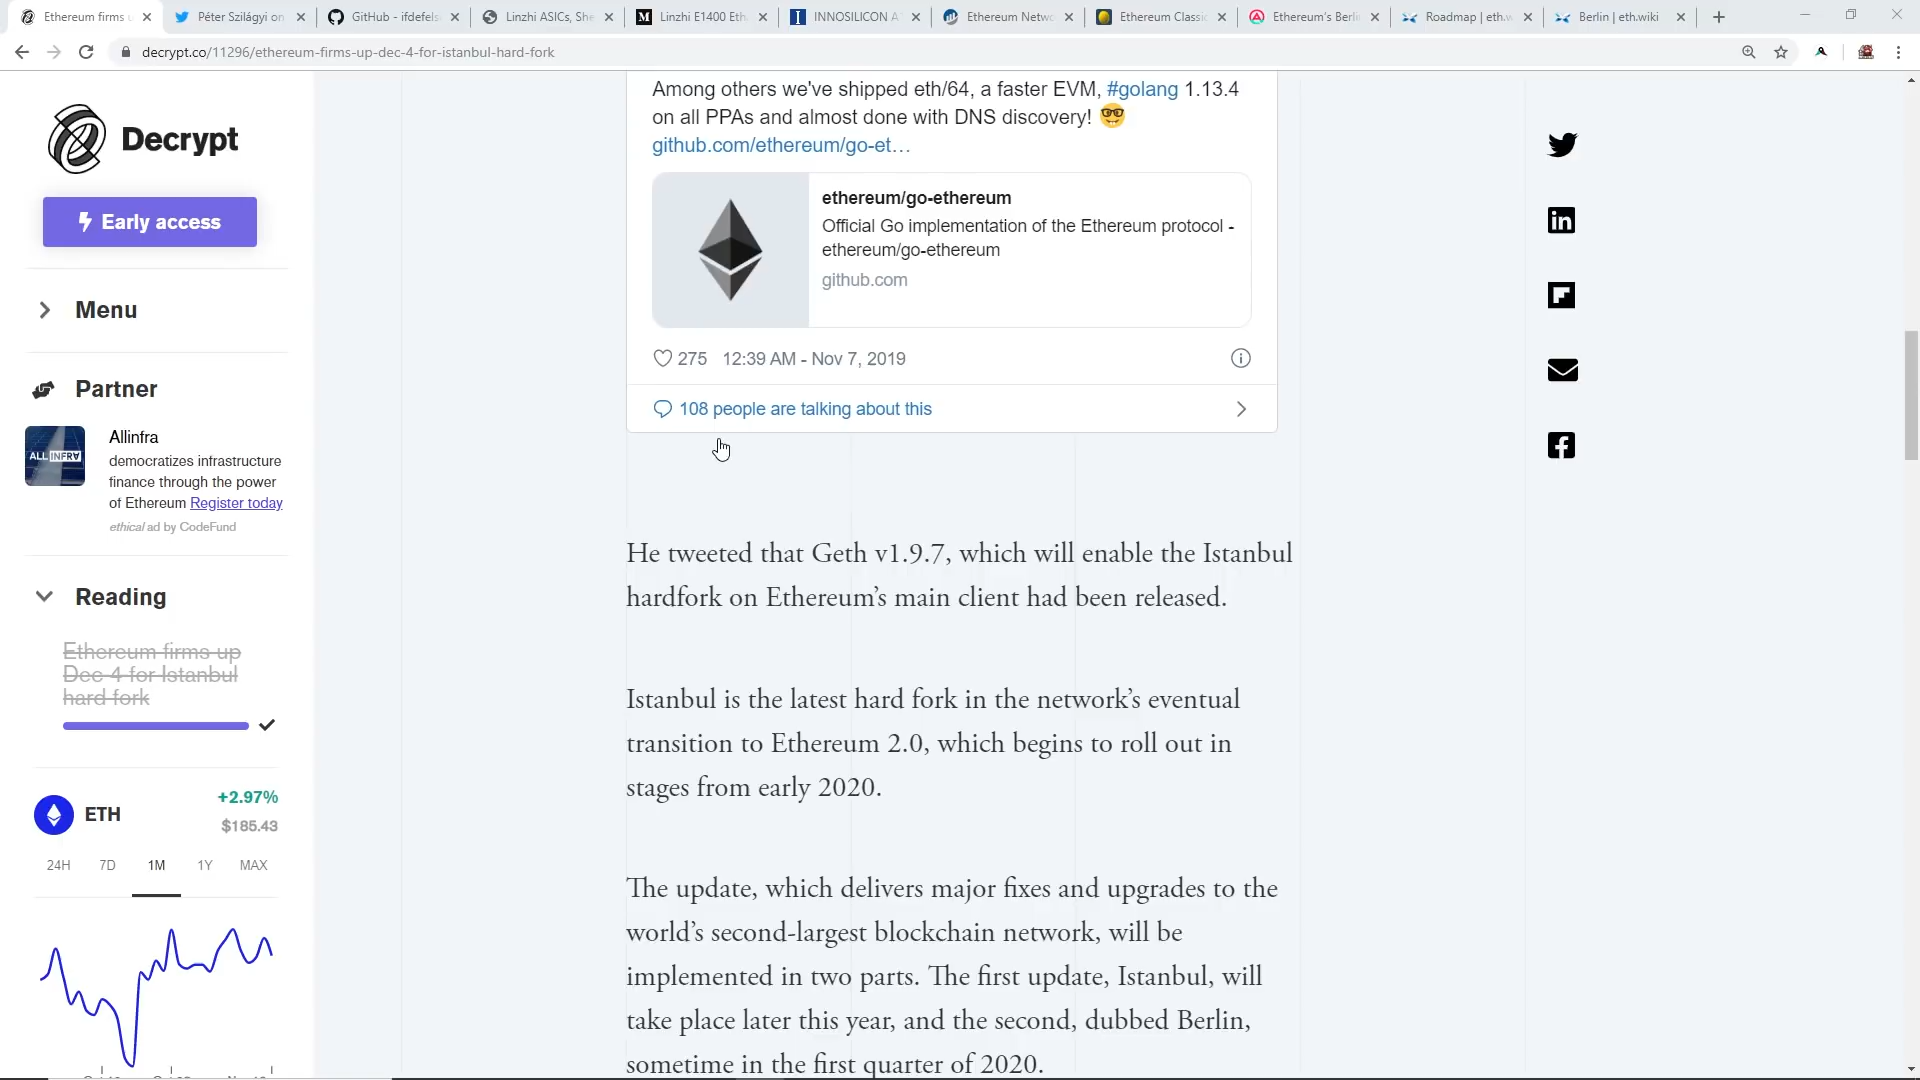 Ethereum firms u
Péter Szilágyi on
GitHub - ifdefels
Linzhi ASICs, She
Linzhi E1400 Eth
INNOSILICON A
Ethereum Netwo
Ethereum Classic
Ethereum's Berli
Roadmap | eth.w
Berlin | eth.wiki
decrypt.co/11296/ethereum-firms-up-dec-4-for-istanbul-hard-fork
Decrypt
Early access
Menu
Partner
ALL INFRA
Allinfra
democratizes infrastructure
finance through the power
of Ethereum Register today
ethical ad by CodeFund
Reading
Ethereum firms up
Dec 4 for Istanbul
hard fork
ETH
+2.97%
$185.43
24H 7D 1M 1Y MAX
Among others we've shipped eth/64, a faster EVM, #golang 1.13.4
on all PPAs and almost done with DNS discovery! 🤓
github.com/ethereum/go-et…
ethereum/go-ethereum
Official Go implementation of the Ethereum protocol -
ethereum/go-ethereum
github.com
275 12:39 AM - Nov 7, 2019
108 people are talking about this
He tweeted that Geth v1.9.7, which will enable the Istanbul
hardfork on Ethereum’s main client had been released.
Istanbul is the latest hard fork in the network’s eventual
transition to Ethereum 2.0, which begins to roll out in
stages from early 2020.
The update, which delivers major fixes and upgrades to the
world’s second-largest blockchain network, will be
implemented in two parts. The first update, Istanbul, will
take place later this year, and the second, dubbed Berlin,
sometime in the first quarter of 2020.